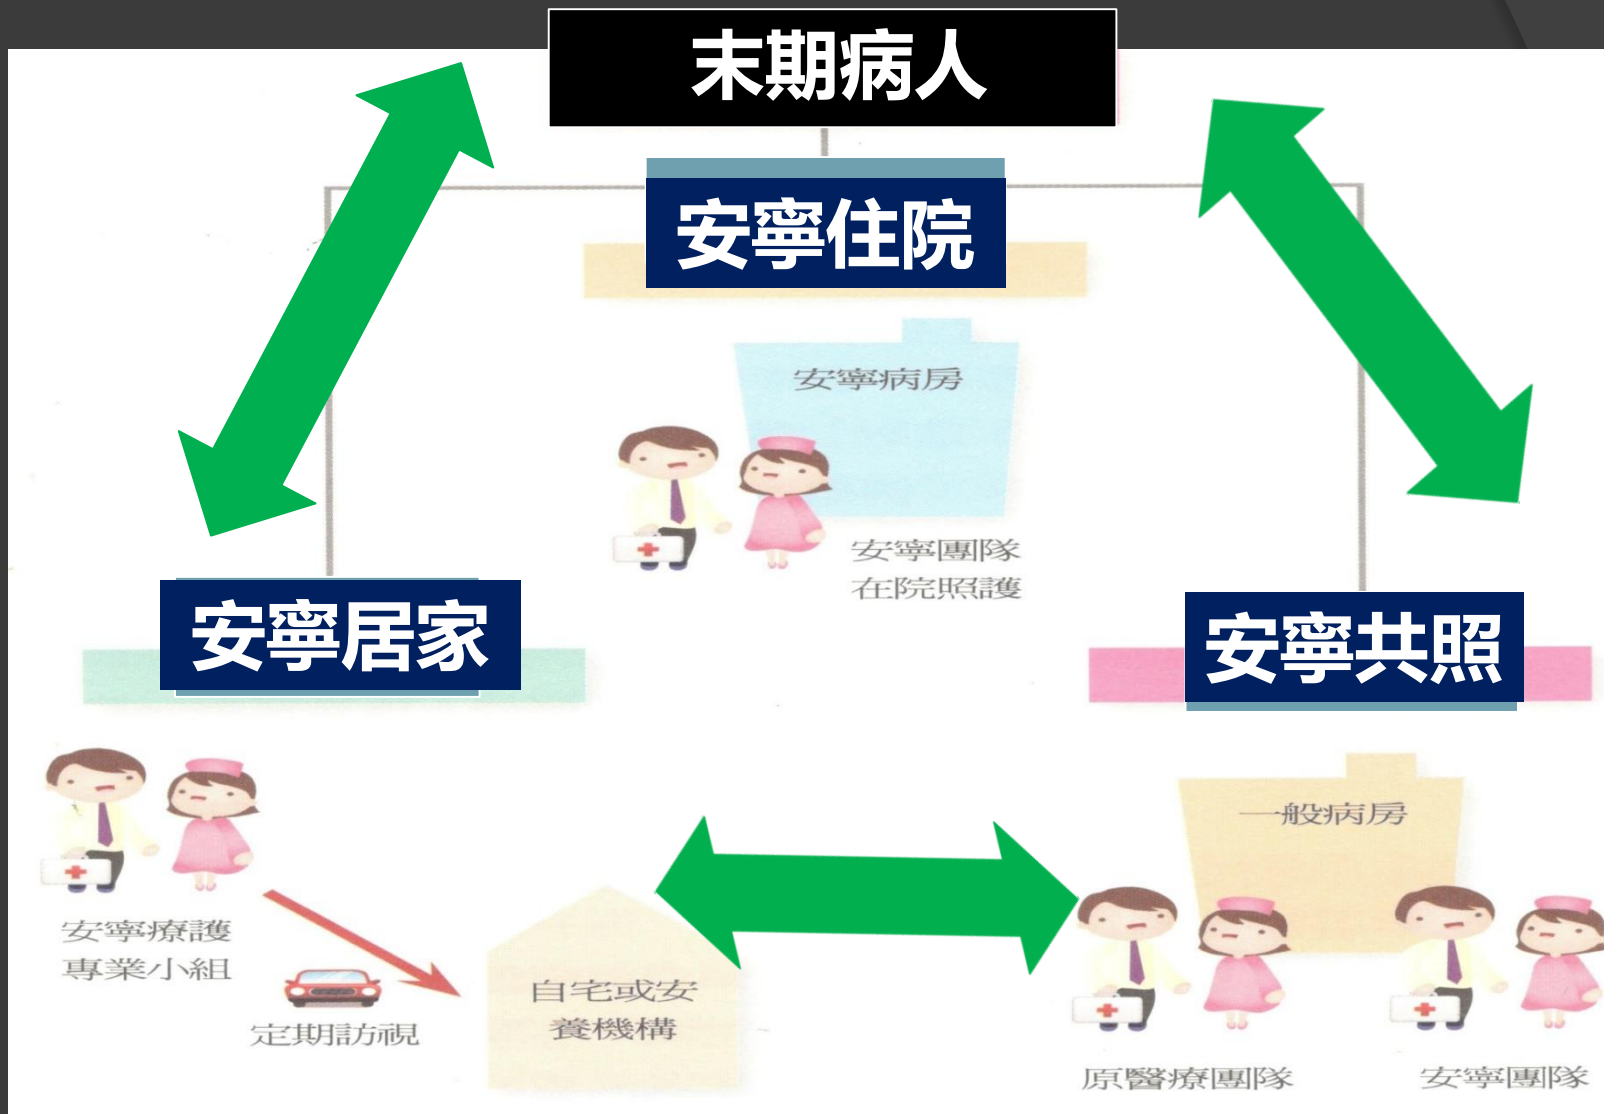 末期病人
安寧住院
安寧病房
安寧團隊
在院照護
安寧居家
安寧療護
專業小組
定期訪視
自宅或安
養機構
安寧共照
一般病房
原醫療團隊
安寧團隊